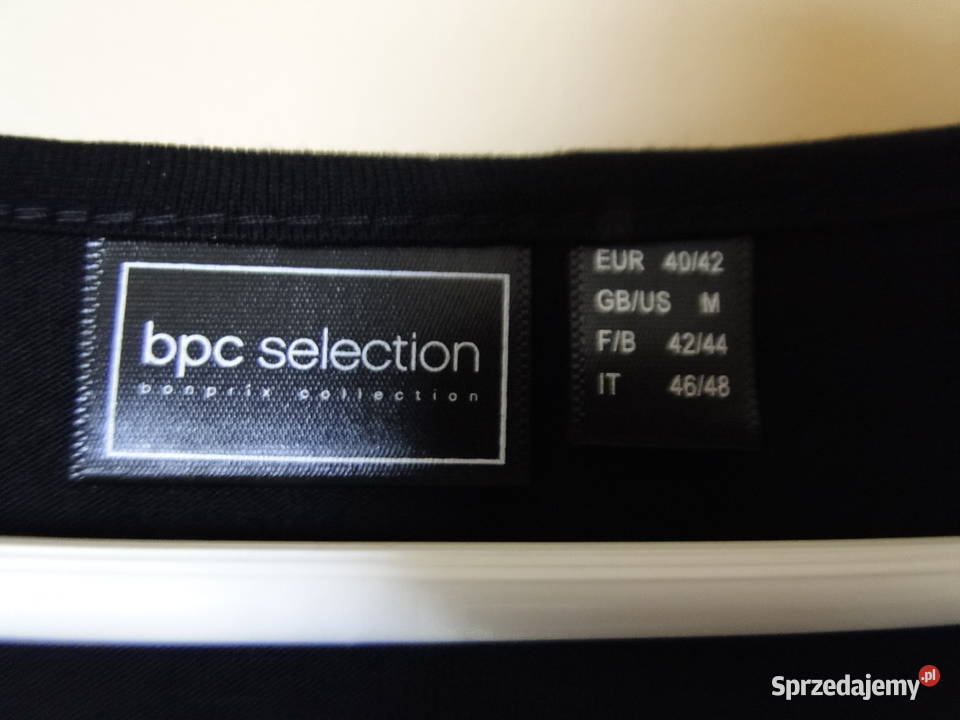 bpc selection
bonprix collection
EUR 40/42
GB/US M
F/B 42/44
IT 46/48
Sprzedajemy.pl